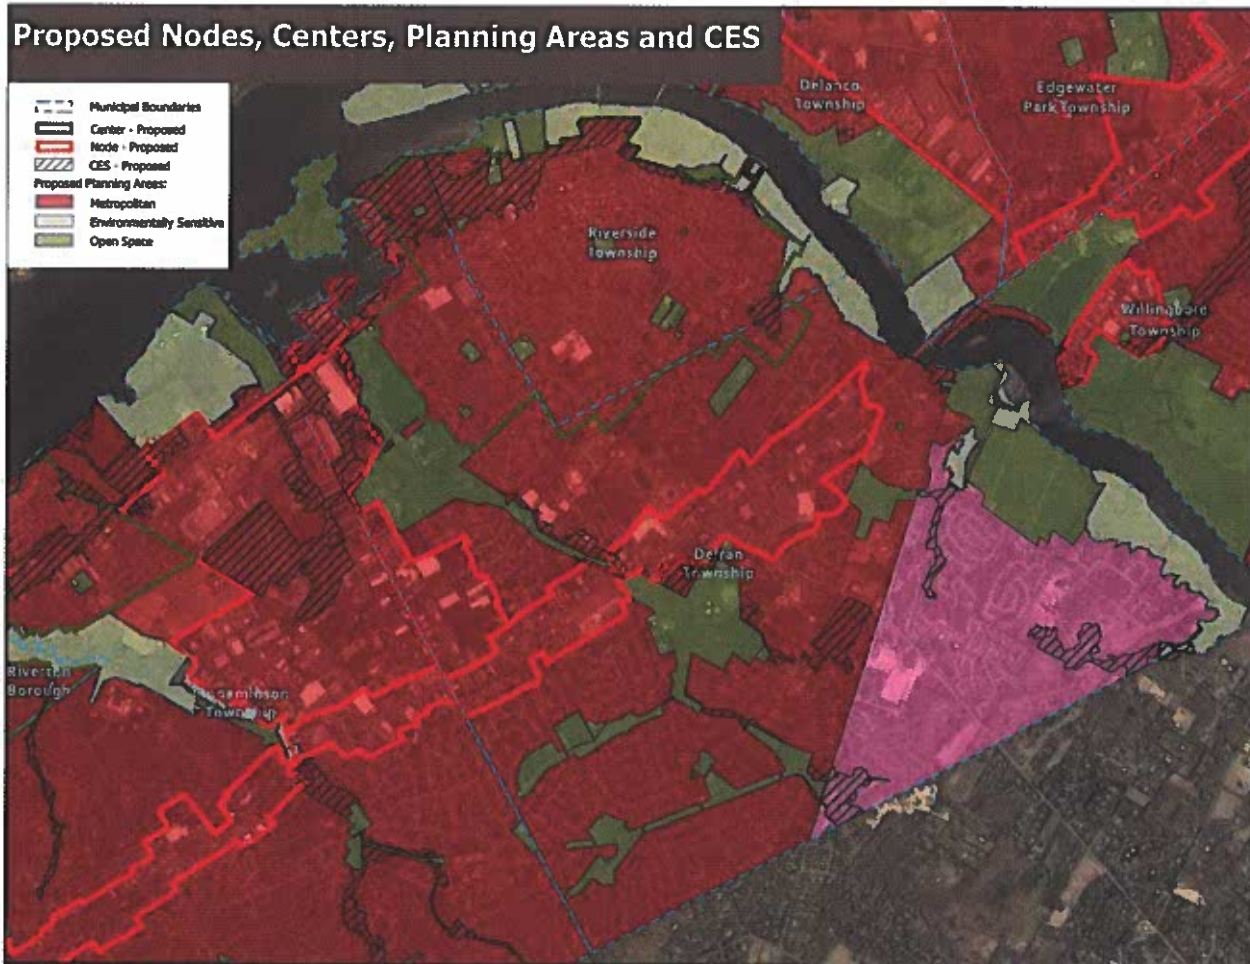 Proposed Nodes, Centers, Planning Areas and CES
Municipal Boundaries
Center - Proposed
Node - Proposed
CES - Proposed
Proposed Planning Areas:
Metropolitan
Environmentally Sensitive
Open Space
Delanco
Township
Edgewater
Park Township
Riverside
Township
Willingboro
Township
Delran
Township
Riverton
Borough
Cinnaminson
Township